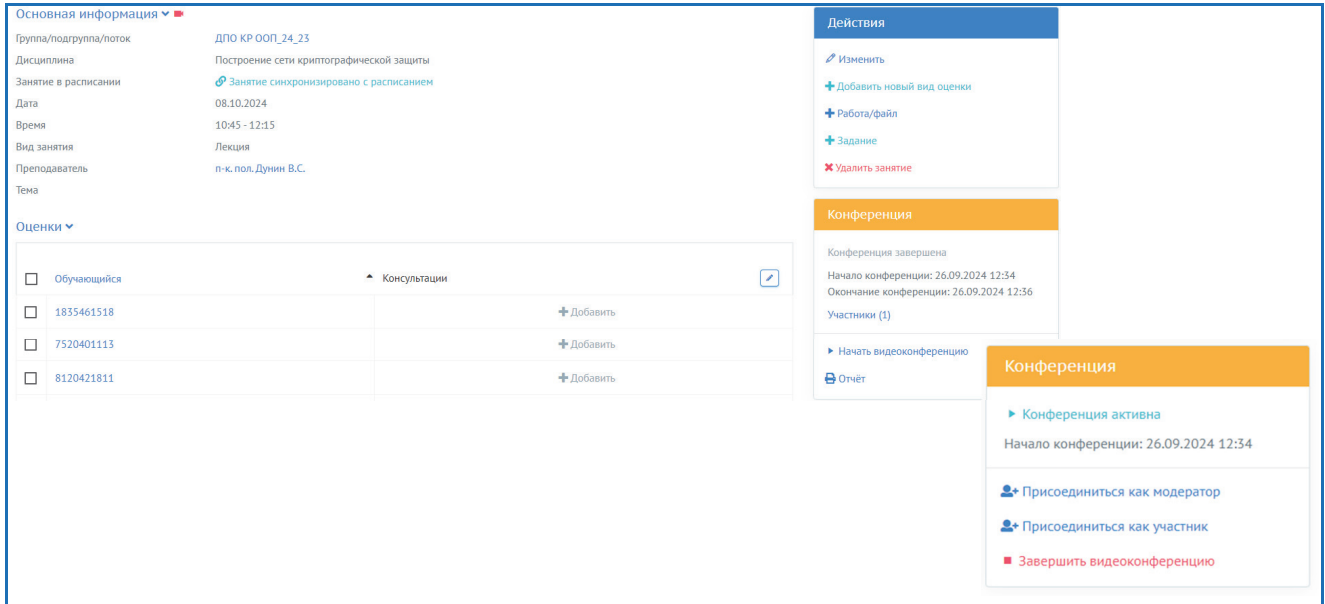 Основная информация
Группа/подгруппа/поток ДПО КР ООП_24_23
Дисциплина Построение сети криптографической защиты
Занятие в расписании Занятие синхронизировано с расписанием
Дата 08.10.2024
Время 10:45 - 12:15
Вид занятия Лекция
Преподаватель п-к. пол. Дунин В.С.
Тема
Оценки
Обучающийся Консультации
1835461518 Добавить
7520401113 Добавить
8120421811 Добавить
Действия
Изменить
Добавить новый вид оценки
Работа/файл
Задание
Удалить занятие
Конференция
Конференция завершена
Начало конференции: 26.09.2024 12:34
Окончание конференции: 26.09.2024 12:36
Участники (1)
Начать видеоконференцию
Отчёт
Конференция
Конференция активна
Начало конференции: 26.09.2024 12:34
Присоединиться как модератор
Присоединиться как участник
Завершить видеоконференцию